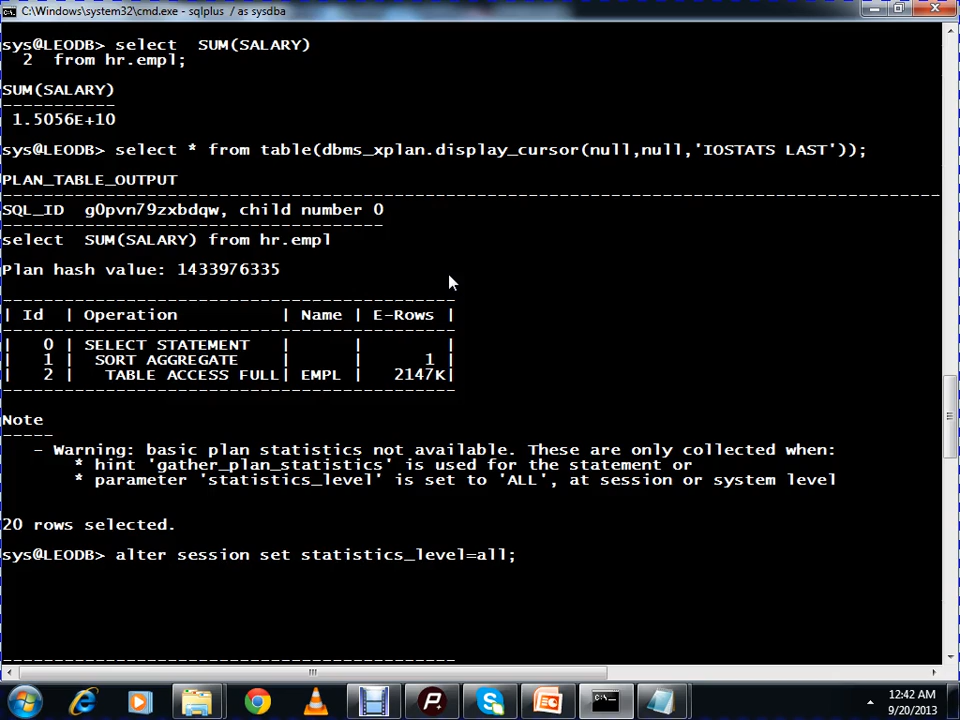 C:\Windows\system32\cmd.exe - sqlplus  / as sysdba
sys@LEODB> select  SUM(SALARY)
  2  from hr.empl;
SUM(SALARY)
-----------
 1.5056E+10
sys@LEODB> select * from table(dbms_xplan.display_cursor(null,null,'IOSTATS LAST'));
PLAN_TABLE_OUTPUT
-------------------------------------------------------------------------------------------
SQL_ID  g0pvn79zxbdqw, child number 0
-------------------------------------
select  SUM(SALARY) from hr.empl
Plan hash value: 1433976335
--------------------------------------------
| Id  | Operation          | Name | E-Rows |
--------------------------------------------
|   0 | SELECT STATEMENT   |      |        |
|   1 |  SORT AGGREGATE    |      |      1 |
|   2 |   TABLE ACCESS FULL| EMPL |   2147K|
--------------------------------------------
Note
-----
   - Warning: basic plan statistics not available. These are only collected when:
       * hint 'gather_plan_statistics' is used for the statement or
       * parameter 'statistics_level' is set to 'ALL', at session or system level
20 rows selected.
sys@LEODB> alter session set statistics_level=all;
--------------------------------------------
12:42 AM
9/20/2013